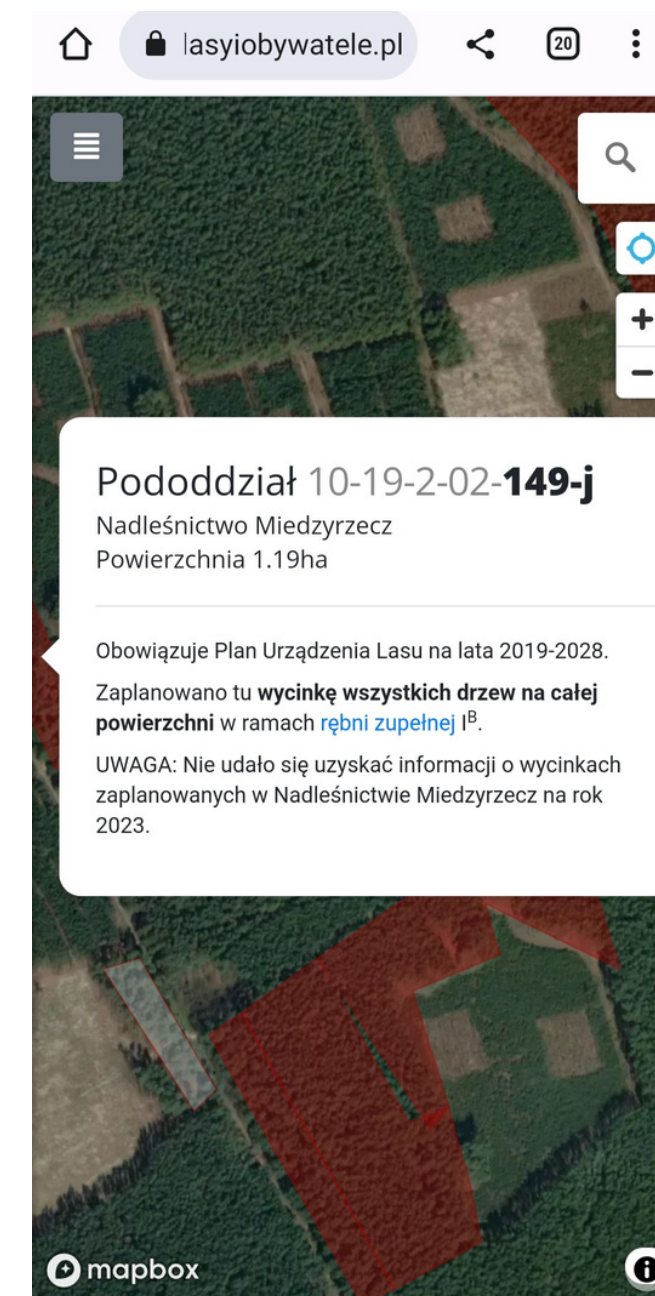 lasyiobywatele.pl
20
Pododdział 10-19-2-02-149-j
Nadleśnictwo Miedzyrzecz
Powierzchnia 1.19ha
Obowiązuje Plan Urządzenia Lasu na lata 2019-2028.
Zaplanowano tu wycinkę wszystkich drzew na całej
powierzchni w ramach rębni zupełnej Iᴮ.
UWAGA: Nie udało się uzyskać informacji o wycinkach
zaplanowanych w Nadleśnictwie Miedzyrzecz na rok
2023.
mapbox